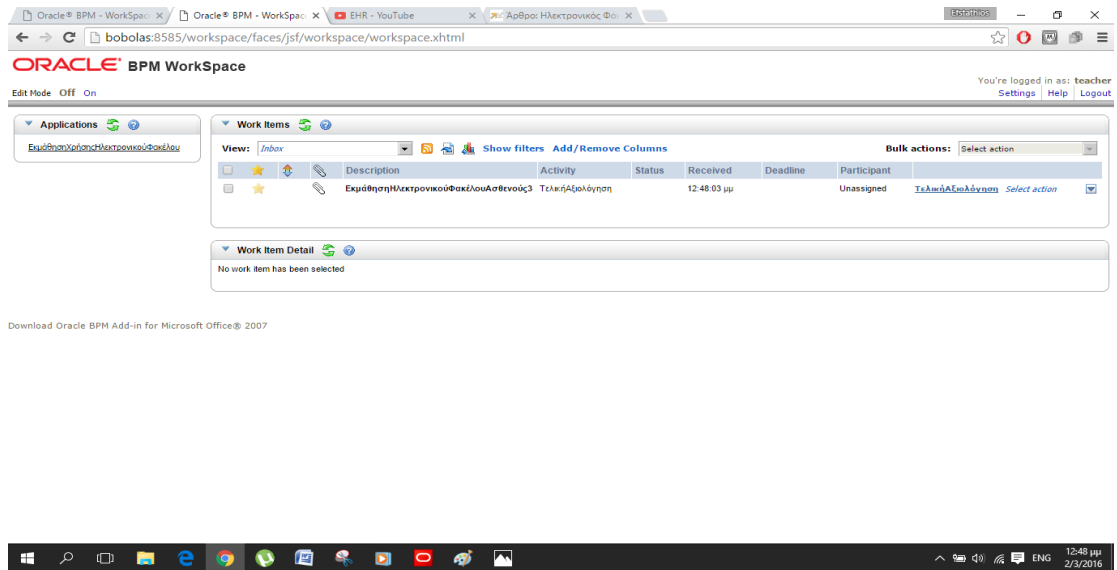 Oracle® BPM - WorkSpac
Oracle® BPM - WorkSpac
EHR - YouTube
Άρθρο: Ηλεκτρονικός Φάκ
Efstathios
bobolas:8585/workspace/faces/jsf/workspace/workspace.xhtml
ORACLE BPM WorkSpace
You're logged in as: teacher
Edit Mode Off On
Settings Help Logout
Applications
ΕκμάθησηΧρήσηςΗλεκτρονικούΦακέλου
Work Items
View: Inbox Show filters Add/Remove Columns Bulk actions: Select action
Description Activity Status Received Deadline Participant
ΕκμάθησηΗλεκτρονικούΦακέλουΑσθενούς3 ΤελικήΑξιολόγηση 12:48:03 μμ Unassigned ΤελικήΑξιολόγηση Select action
Work Item Detail
No work item has been selected
Download Oracle BPM Add-in for Microsoft Office® 2007
ENG 12:48 μμ
2/3/2016